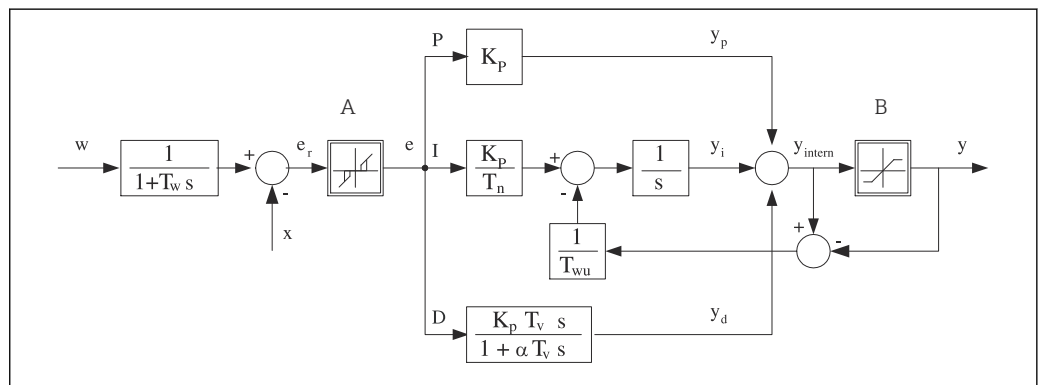 P
K_P
y_p
A
B
w
1
1+T_w s
+
-
e_r
x
e
I
K_P
T_n
+
-
1
s
y_i
y_intern
y
+
-
1
T_wu
D
K_p T_v s
1 + α T_v s
y_d